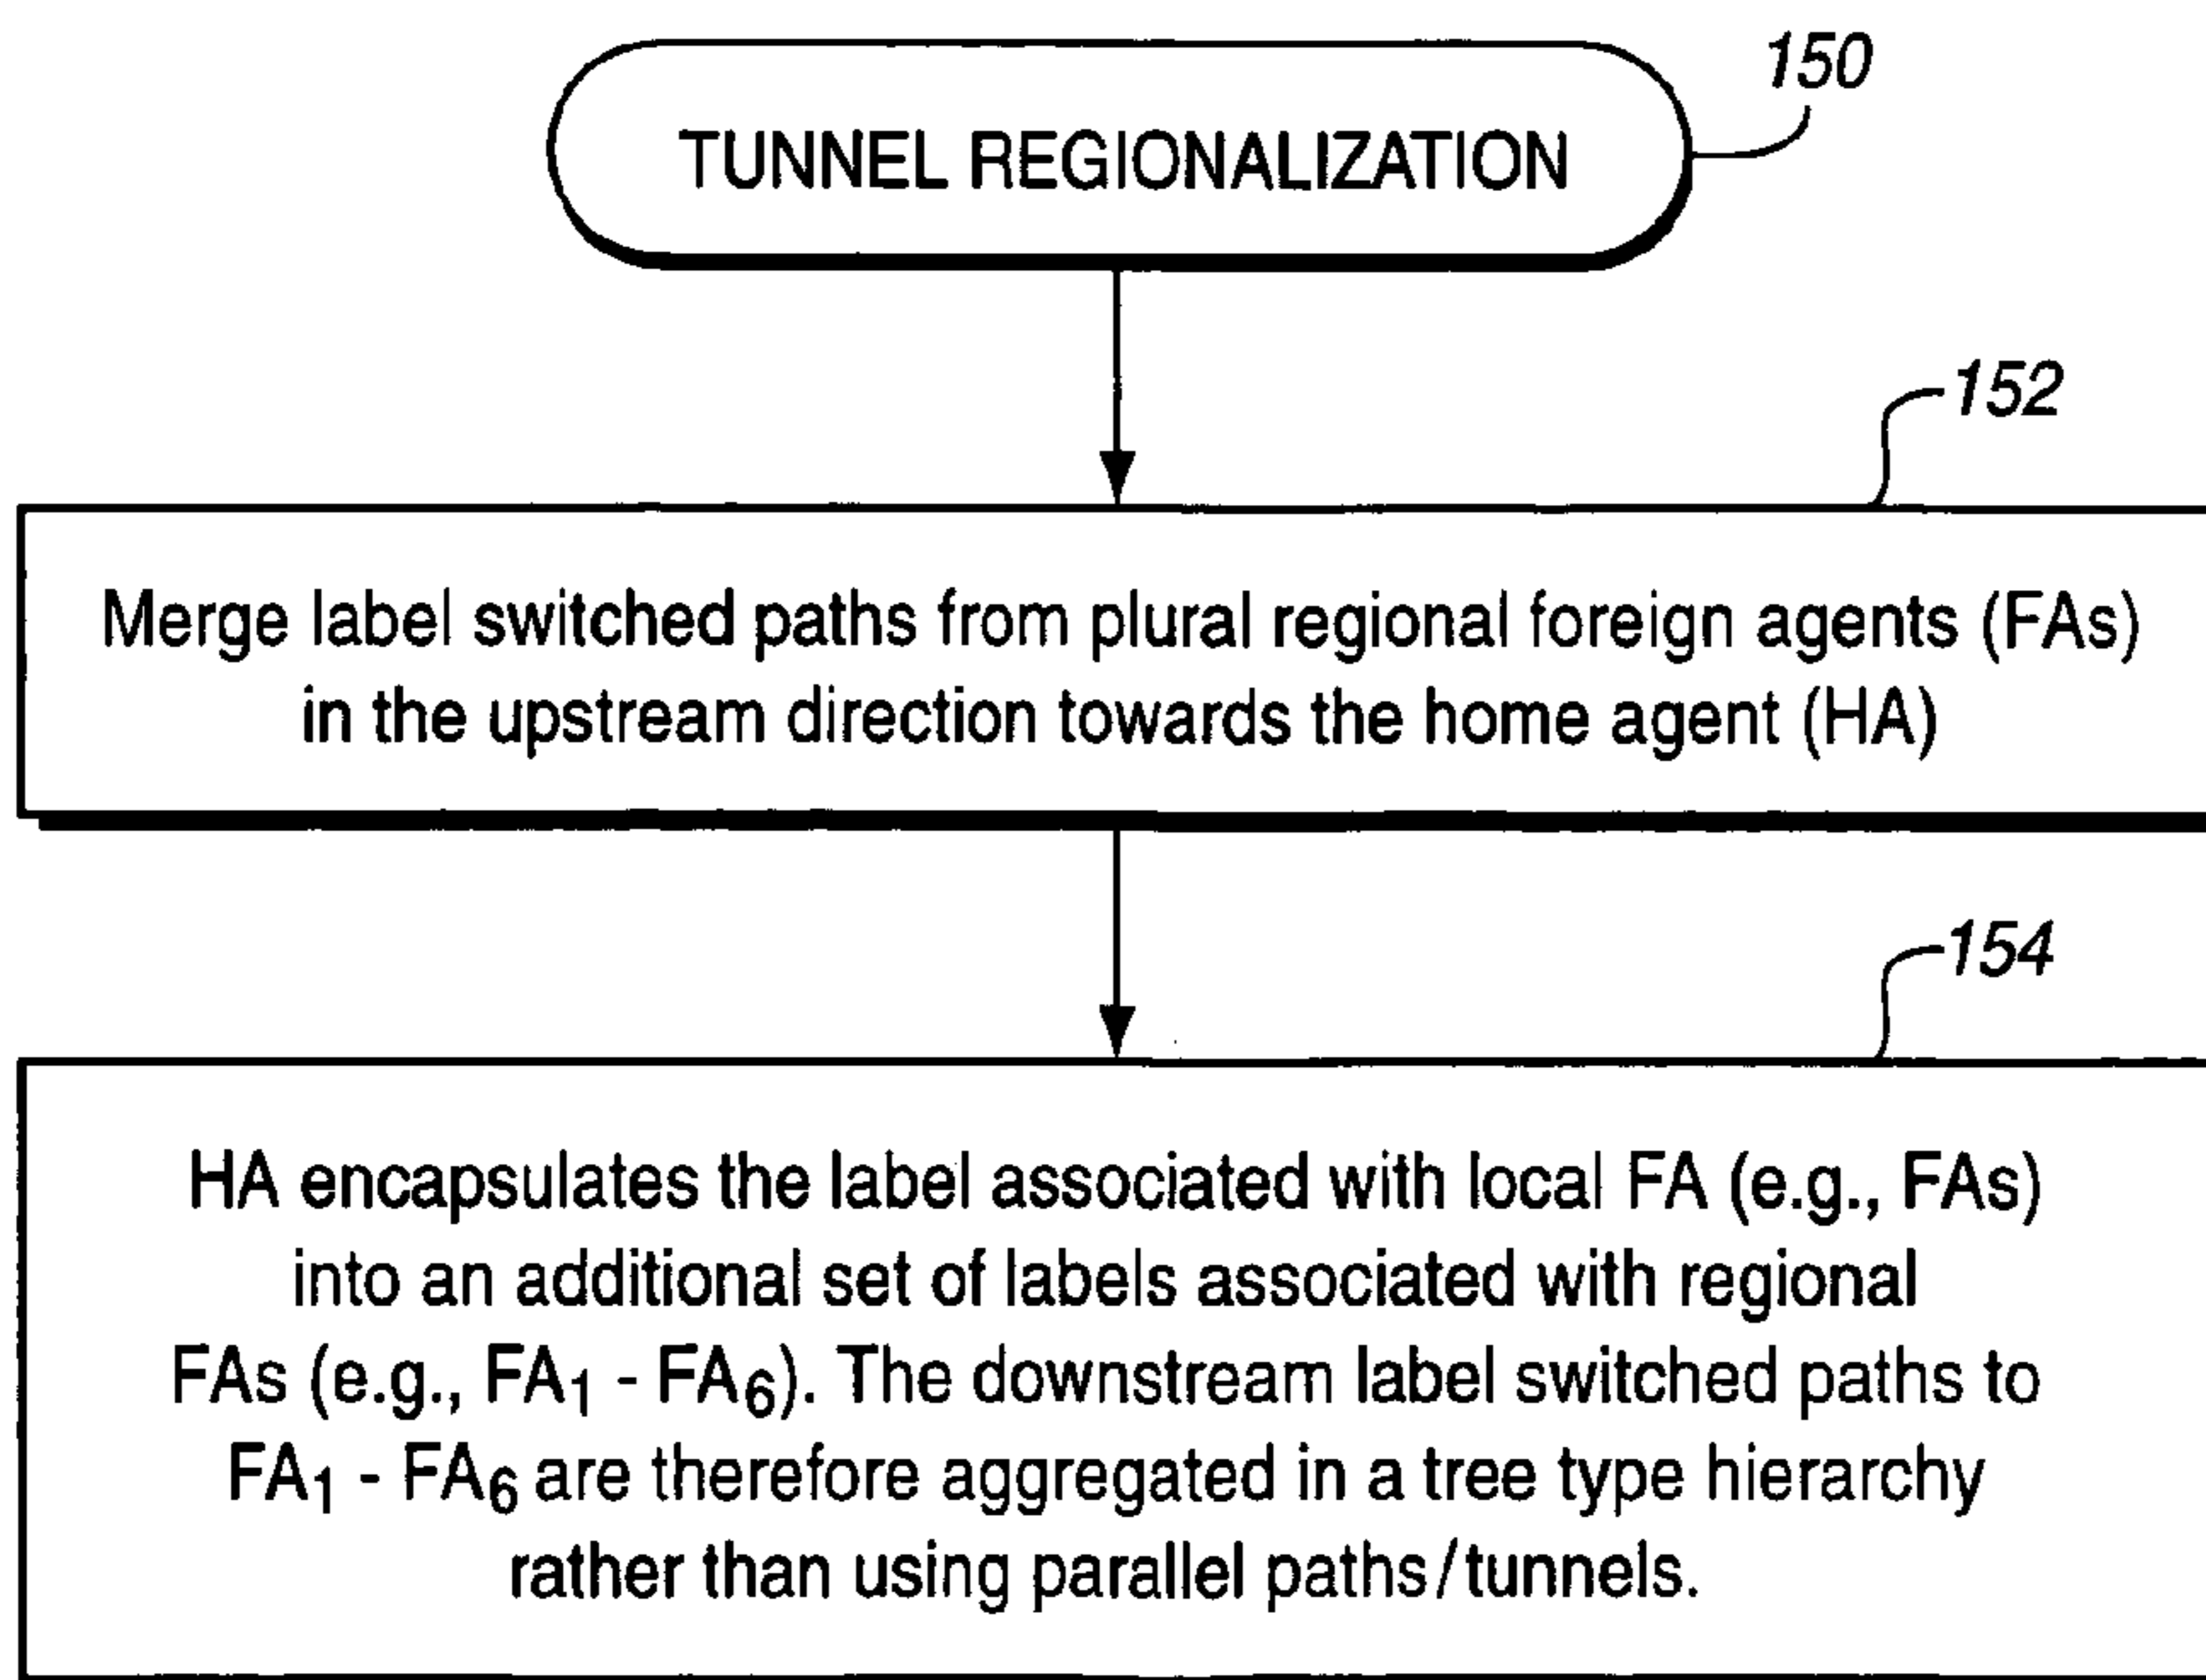 TUNNEL REGIONALIZATION
150
152
Merge label switched paths from plural regional foreign agents (FAs)
in the upstream direction towards the home agent (HA)
154
HA encapsulates the label associated with local FA (e.g., FAs)
into an additional set of labels associated with regional
FAs (e.g., FA₁ - FA₆). The downstream label switched paths to
FA₁ - FA₆ are therefore aggregated in a tree type hierarchy
rather than using parallel paths/tunnels.